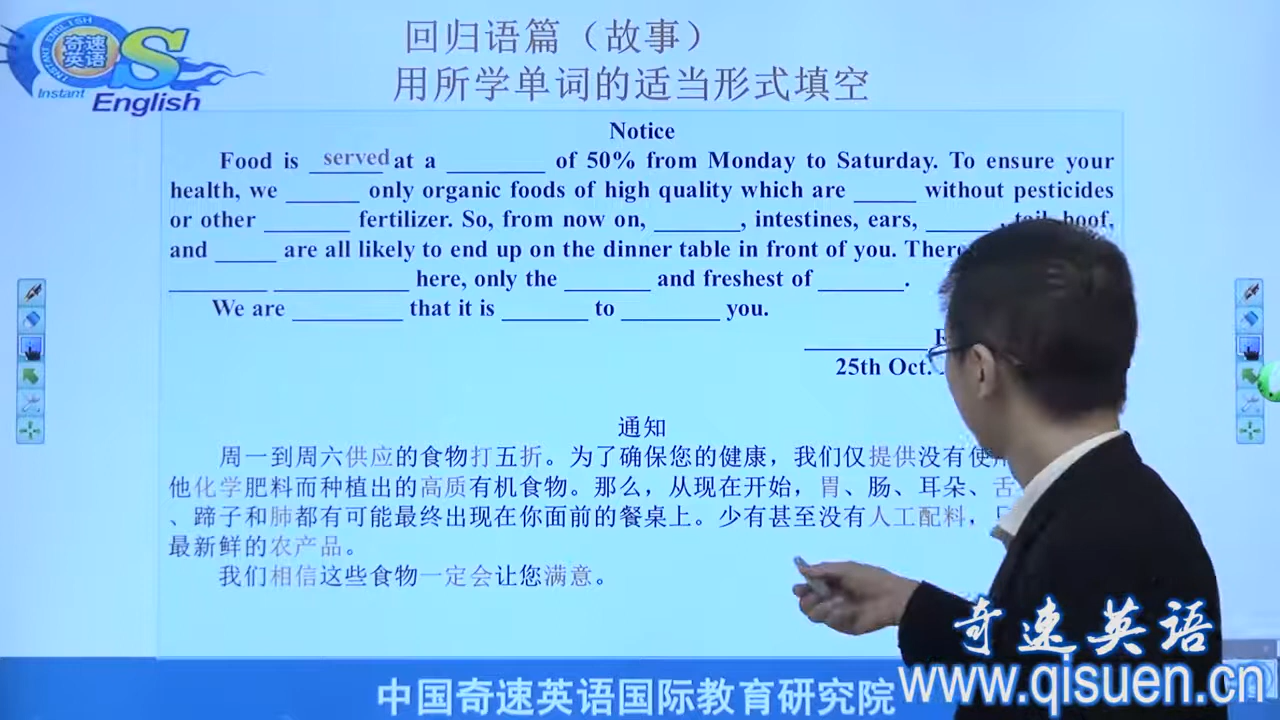 INSTANT ENGLISH
奇速
英语
QS
Instant
English
回归语篇（故事）
用所学单词的适当形式填空
Notice
Food is served at a ________ of 50% from Monday to Saturday. To ensure your
health, we ______ only organic foods of high quality which are _____ without pesticides
or other _______ fertilizer. So, from now on, _______, intestines, ears, ______, tail, hoof,
and _____ are all likely to end up on the dinner table in front of you. There
________ ___________ here, only the _______ and freshest of _______.
We are _________ that it is _______ to ________ you.
25th Oct.
通知
周一到周六供应的食物打五折。为了确保您的健康，我们仅提供没有使
他化学肥料而种植出的高质有机食物。那么，从现在开始，胃、肠、耳朵、舌
、蹄子和肺都有可能最终出现在你面前的餐桌上。少有甚至没有人工配料，
最新鲜的农产品。
我们相信这些食物一定会让您满意。
奇速英语
中国奇速英语国际教育研究院
www.qisuen.cn